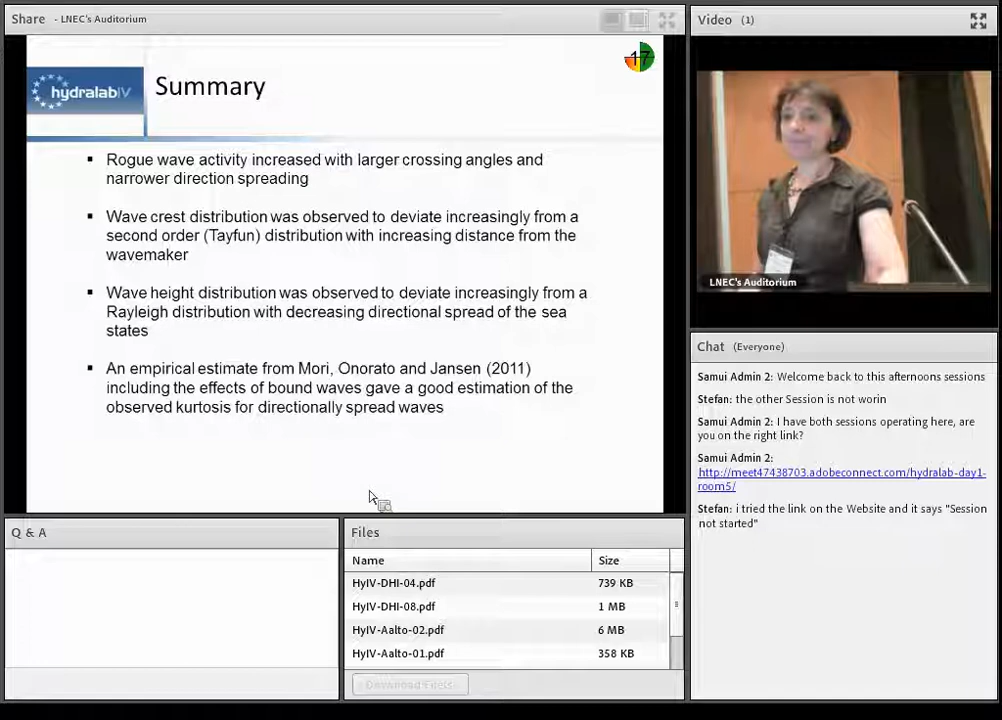 Share - LNEC's Auditorium
17
hydralabIV
Summary
▪ Rogue wave activity increased with larger crossing angles and
narrower direction spreading
▪ Wave crest distribution was observed to deviate increasingly from a
second order (Tayfun) distribution with increasing distance from the
wavemaker
▪ Wave height distribution was observed to deviate increasingly from a
Rayleigh distribution with decreasing directional spread of the sea
states
▪ An empirical estimate from Mori, Onorato and Jansen (2011)
including the effects of bound waves gave a good estimation of the
observed kurtosis for directionally spread waves
Q & A
Files
Name Size
HyIV-DHI-04.pdf 739 KB
HyIV-DHI-08.pdf 1 MB
HyIV-Aalto-02.pdf 6 MB
HyIV-Aalto-01.pdf 358 KB
Download Files
Video (1)
LNEC's Auditorium
Chat (Everyone)
Samui Admin 2: Welcome back to this afternoons sessions
Stefan: the other Session is not worin
Samui Admin 2: I have both sessions operating here, are
you on the right link?
Samui Admin 2:
http://meet47438703.adobeconnect.com/hydralab-day1-
room5/
Stefan: i tried the link on the Website and it says "Session
not started"